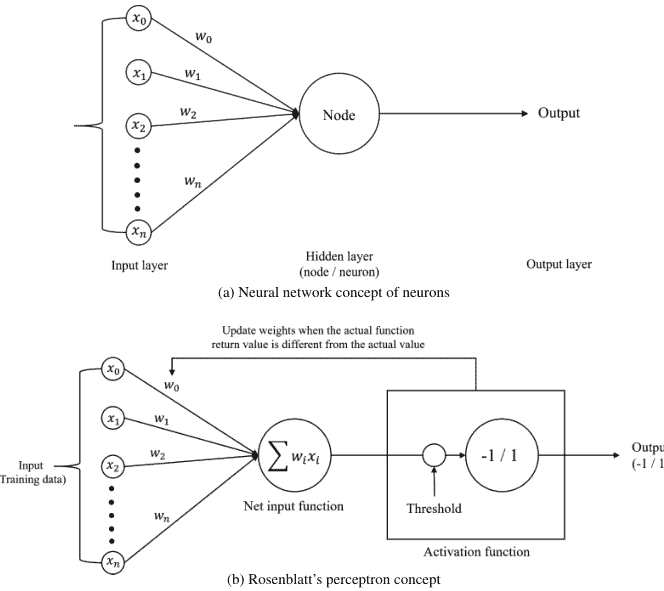 x₀
w₀
x₁
w₁
x₂
w₂
Node
Output
wₙ
xₙ
Input layer
Hidden layer
(node / neuron)
Output layer
(a) Neural network concept of neurons
Update weights when the actual function
return value is different from the actual value
x₀
w₀
x₁
w₁
x₂
w₂
∑ wᵢxᵢ
-1 / 1
Input
Training data)
Outpu
(-1 / 1
wₙ
Net input function
Threshold
xₙ
Activation function
(b) Rosenblatt’s perceptron concept